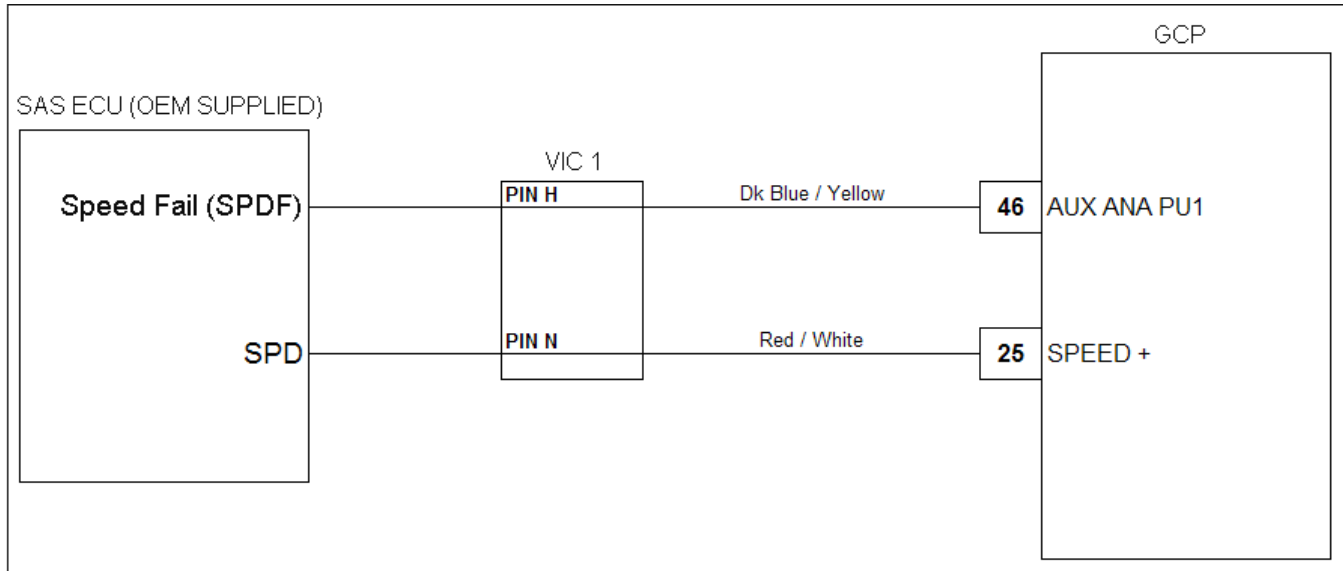 GCP
SAS ECU (OEM SUPPLIED)
VIC 1
Speed Fail (SPDF)
PIN H
Dk Blue / Yellow
46
AUX ANA PU1
SPD
PIN N
Red / White
25
SPEED +